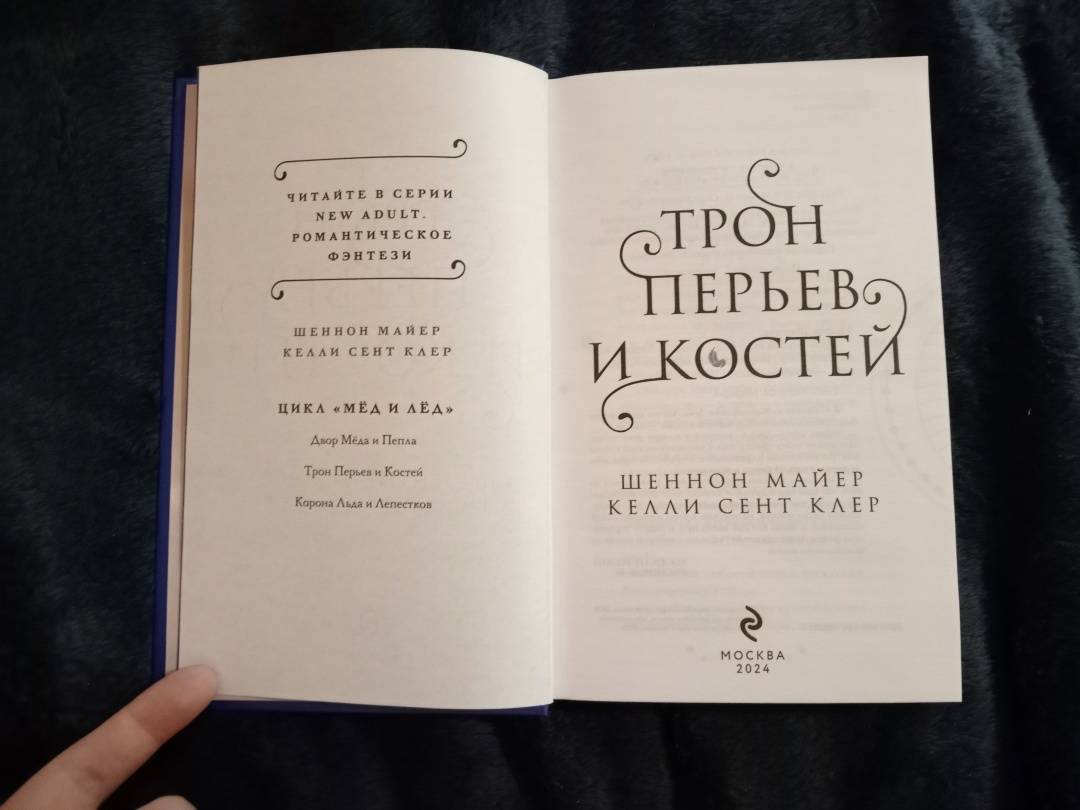 ЧИТАЙТЕ В СЕРИИ
NEW ADULT.
РОМАНТИЧЕСКОЕ
ФЭНТЕЗИ
ШЕННОН МАЙЕР
КЕЛЛИ СЕНТ КЛЕР
ЦИКЛ «МЁД И ЛЁД»
Двор Мёда и Пепла
Трон Перьев и Костей
Корона Льда и Лепестков
ТРОН
ПЕРЬЕВ
И КОСТЕЙ
ШЕННОН МАЙЕР
КЕЛЛИ СЕНТ КЛЕР
МОСКВА
2024